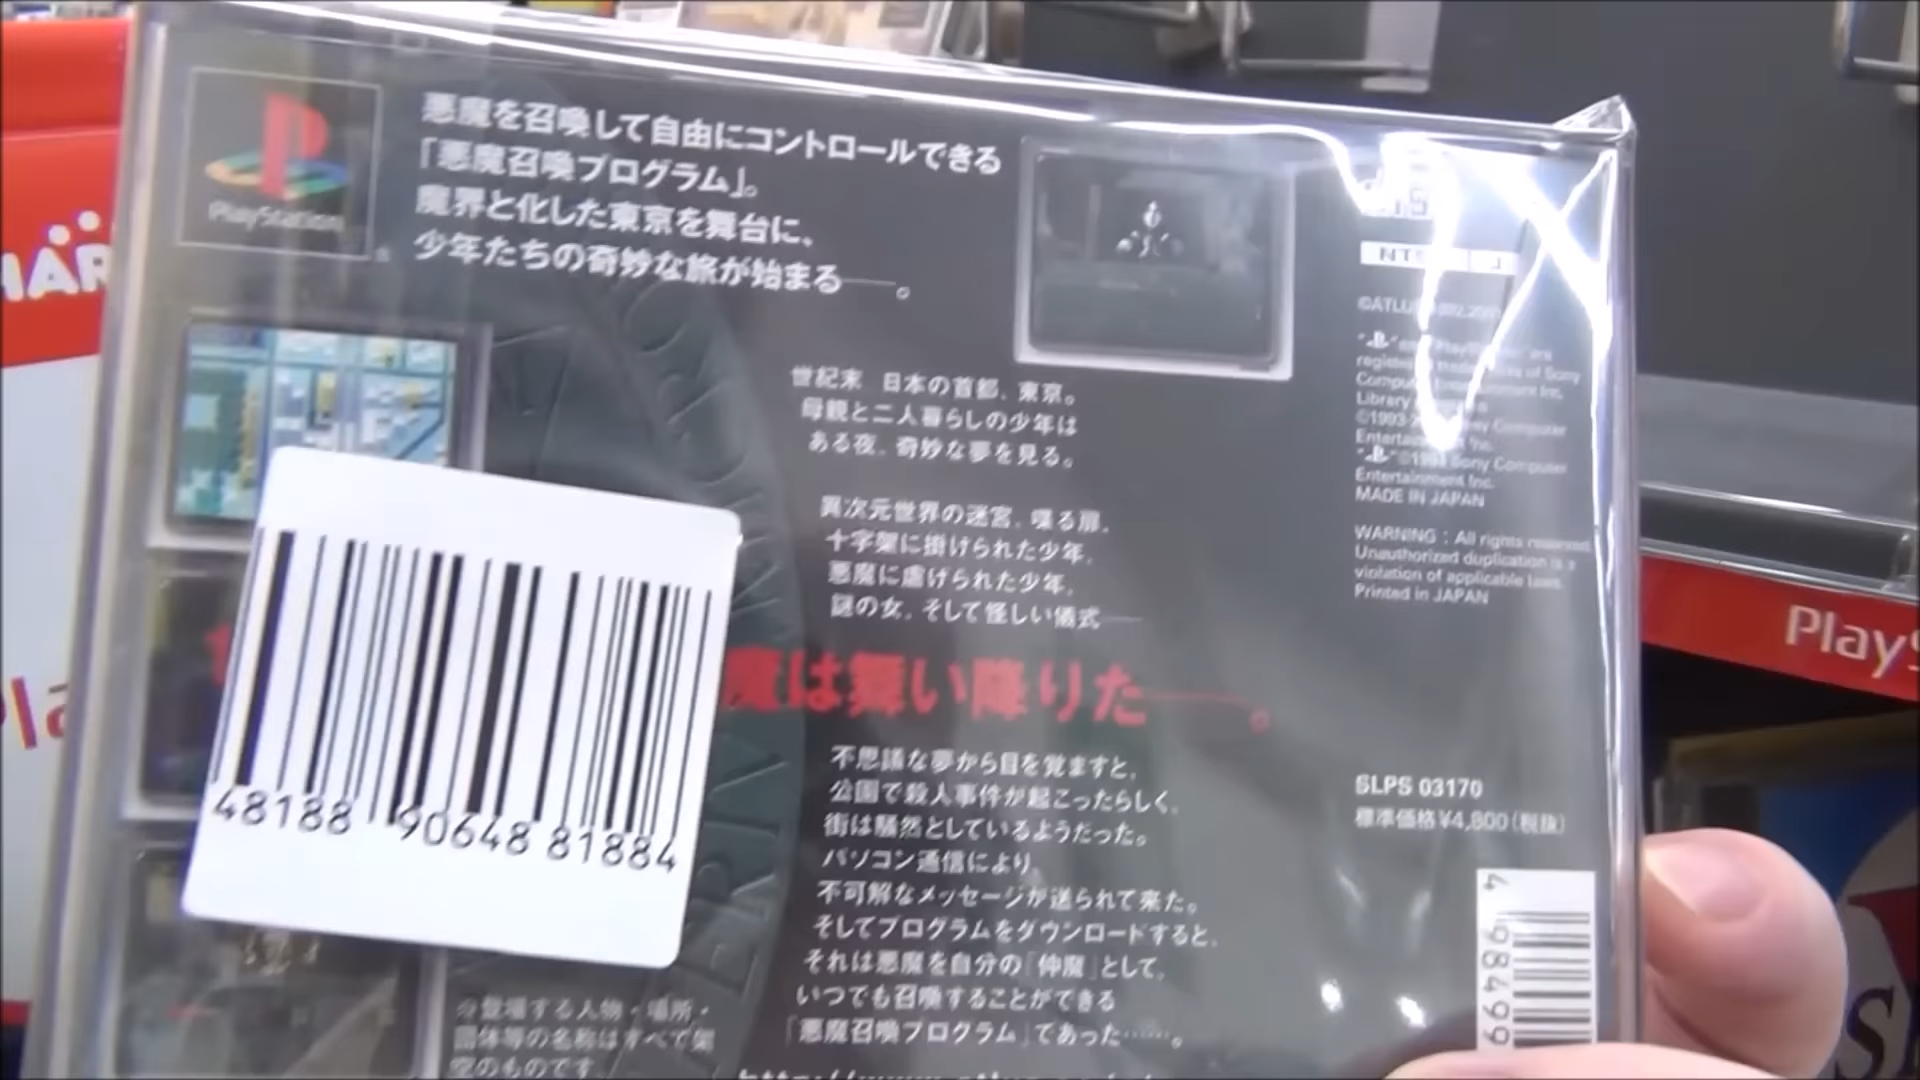 PlayStation
悪魔を召喚して自由にコントロールできる
「悪魔召喚プログラム」。
魔界と化した東京を舞台に、
少年たちの奇妙な旅が始まる──。
世紀末 日本の首都、東京。
母親と二人暮らしの少年は
ある夜、奇妙な夢を見る。
異次元世界の迷宮、喋る扉、
十字架に掛けられた少年、
悪魔に虐げられた少年、
謎の女、そして怪しい儀式──
魔は舞い降りた──。
不思議な夢から目を覚ますと、
公園で殺人事件が起こったらしく、
街は騒然としているようだった。
パソコン通信により、
不可解なメッセージが送られて来た。
そしてプログラムをダウンロードすると、
それは悪魔を自分の「仲魔」として、
いつでも召喚することができる
「悪魔召喚プログラム」であった……。
※登場する人物・場所・
団体等の名称はすべて架
空のものです。
48188 90648 81884
©ATLUS
are
of Sony
Inc.
Library
©1993-
Computer
Sony Computer
Entertainment Inc.
MADE IN JAPAN
WARNING : All rights reserved.
Unauthorized duplication is a
violation of applicable laws.
Printed in JAPAN
SLPS 03170
標準価格¥4,800(税抜)
4 98499
PlayS